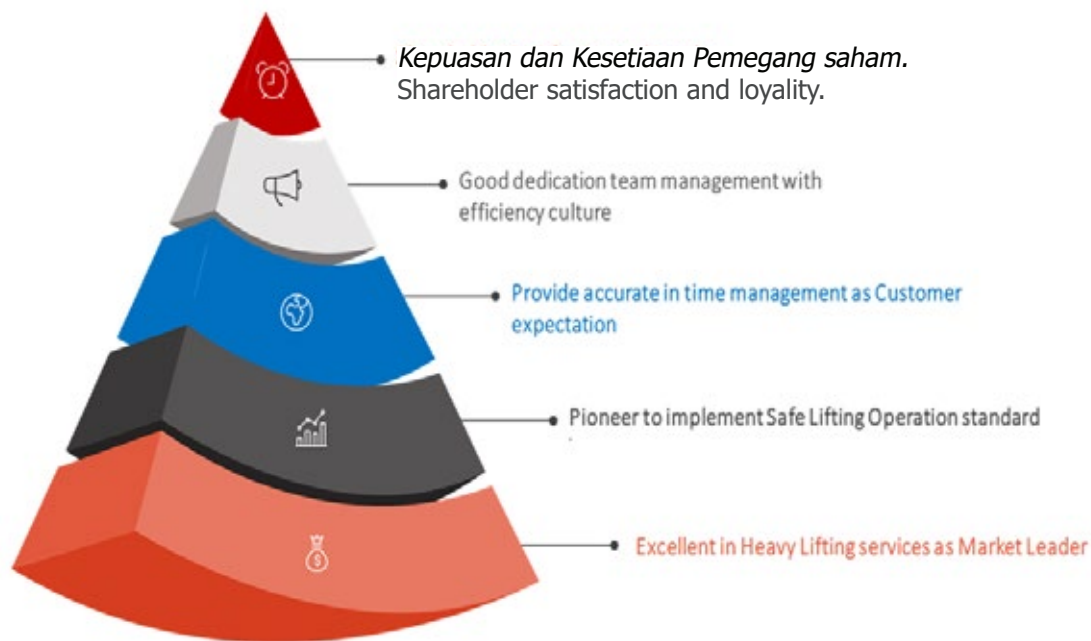 Kepuasan dan Kesetiaan Pemegang saham.
Shareholder satisfaction and loyality.
Good dedication team management with
efficiency culture
Provide accurate in time management as Customer
expectation
Pioneer to implement Safe Lifting Operation standard
.
Excellent in Heavy Lifting services as Market Leader